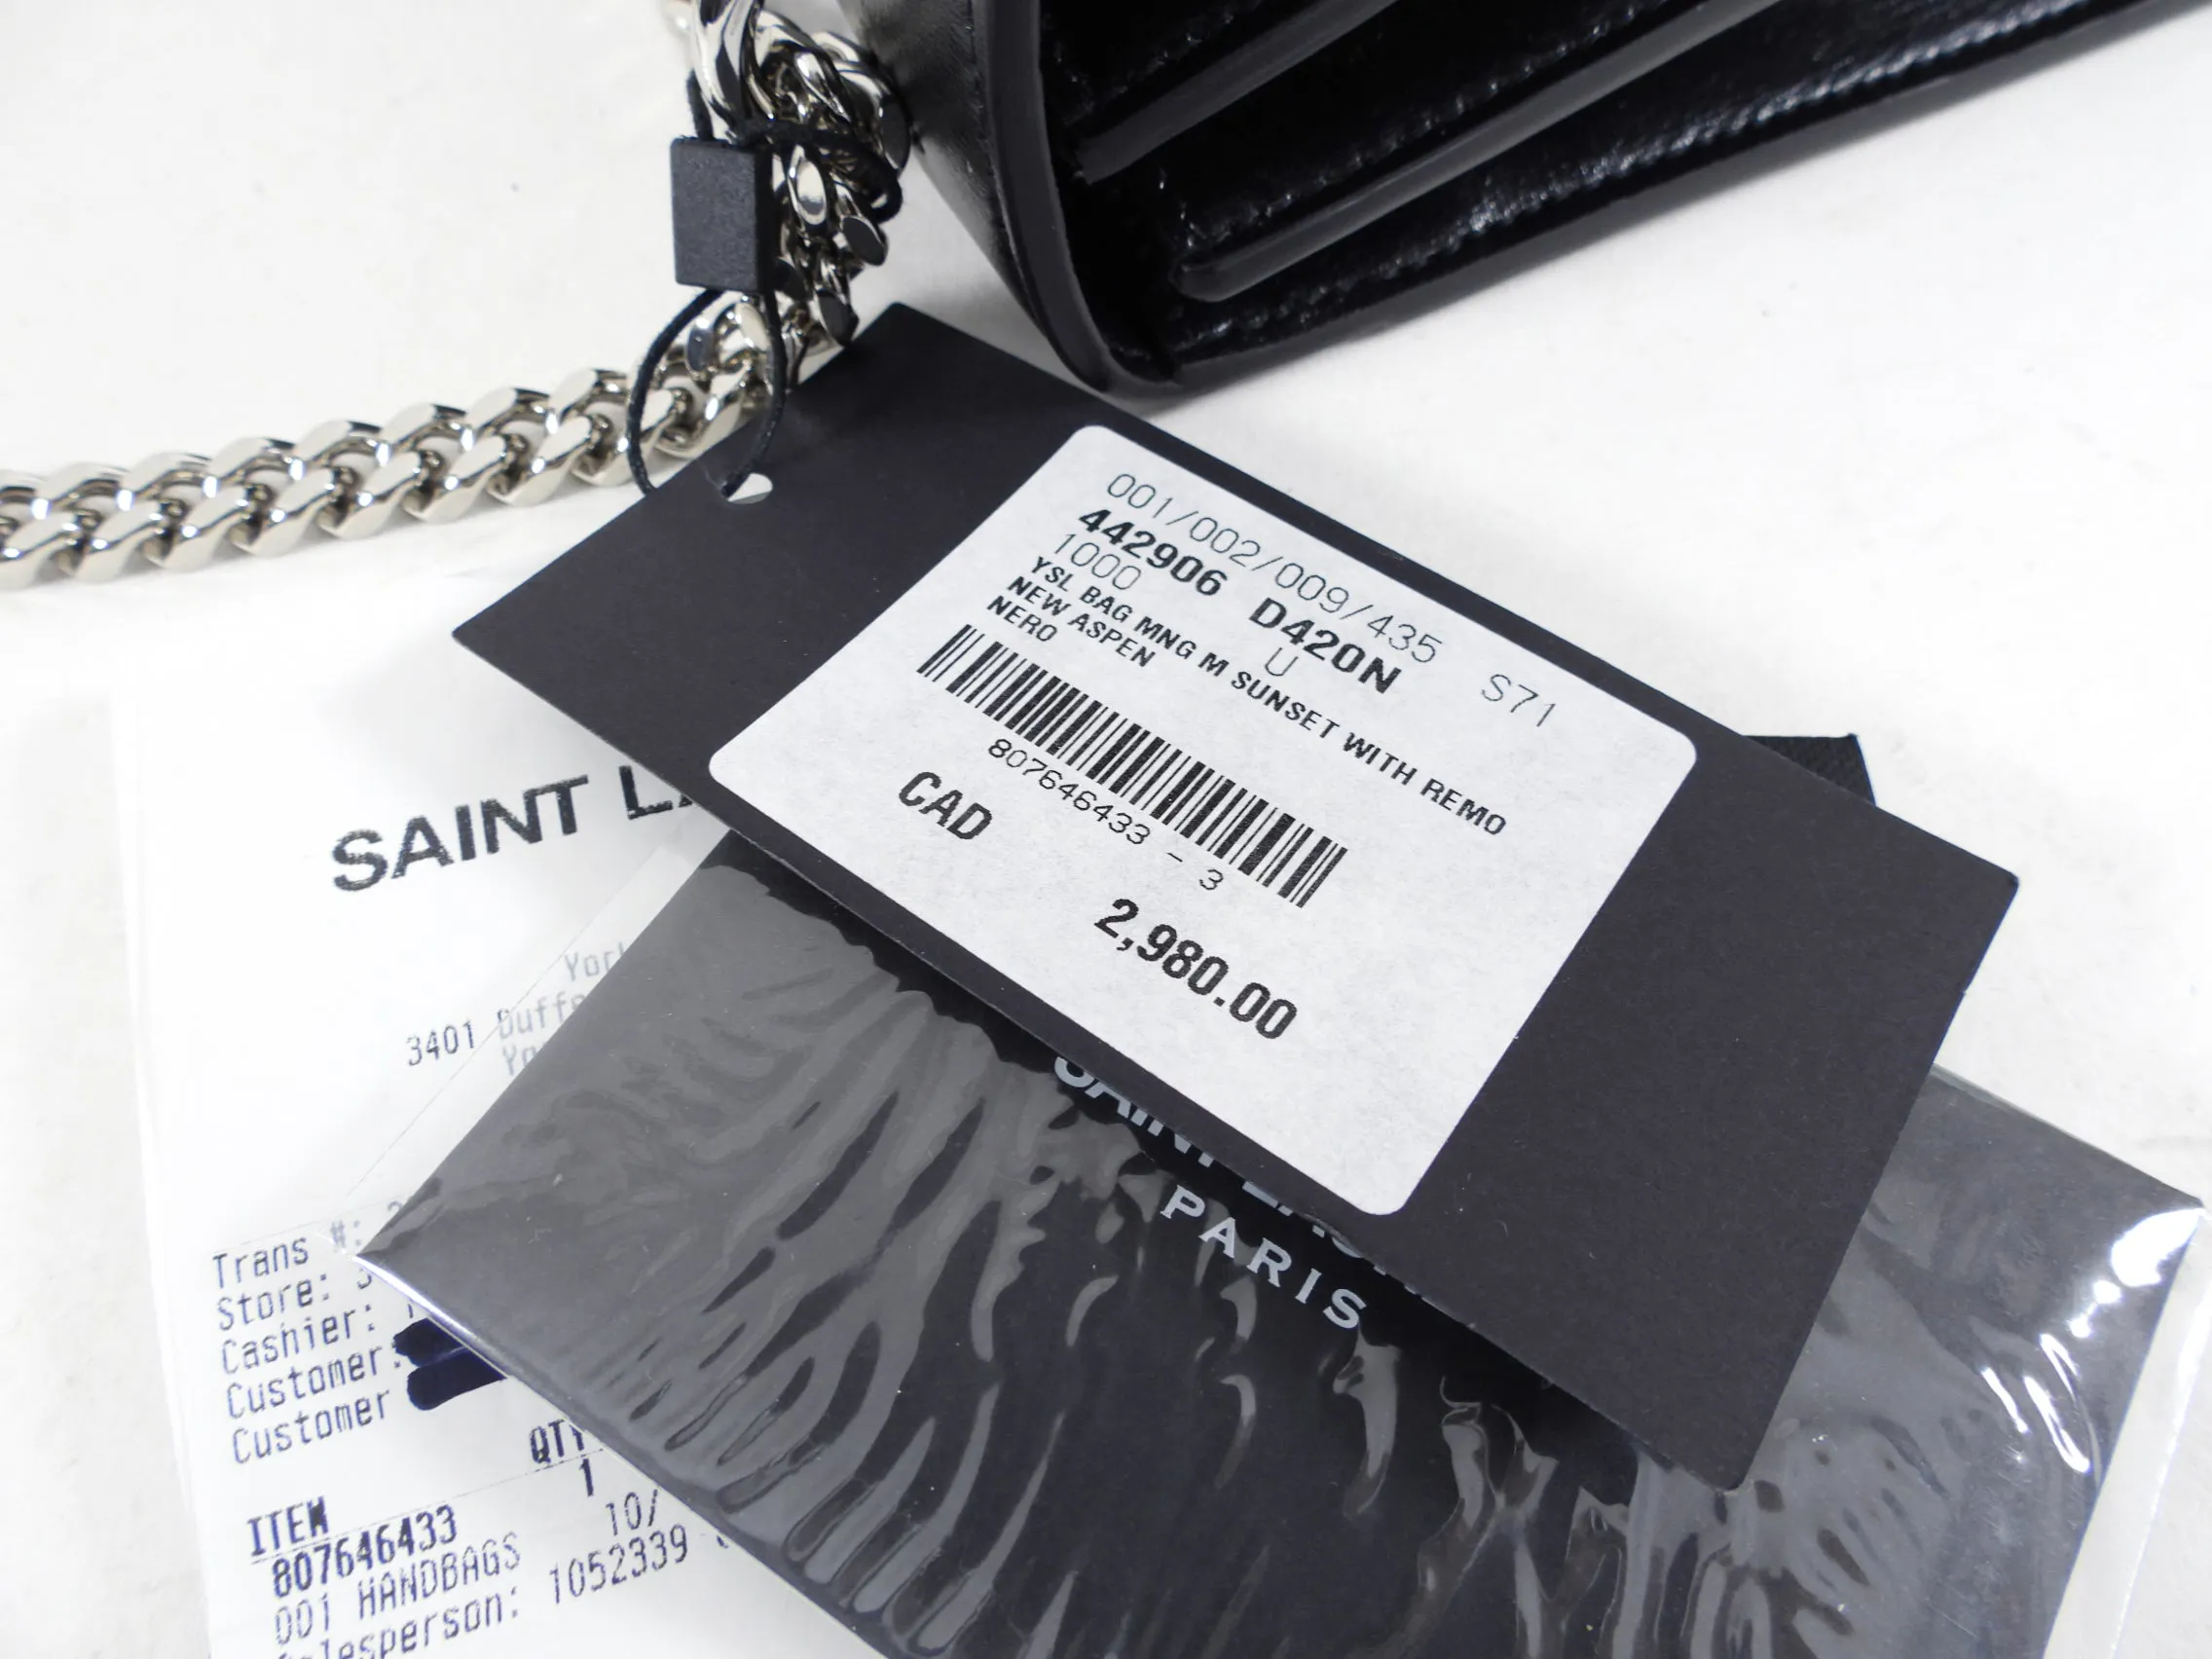 001/002/009/435 S71
442906 D420N
1000 U
YSL BAG MNG M SUNSET WITH REMO
NEW ASPEN
NERO
807646433 - 3
CAD 2,980.00
SAINT
PARIS
SAINT
3401
Trans #:
Store:
Cashier:
Customer:
Customer
QTY
1
ITEM
807646433 10/
001 HANDBAGS
1052339